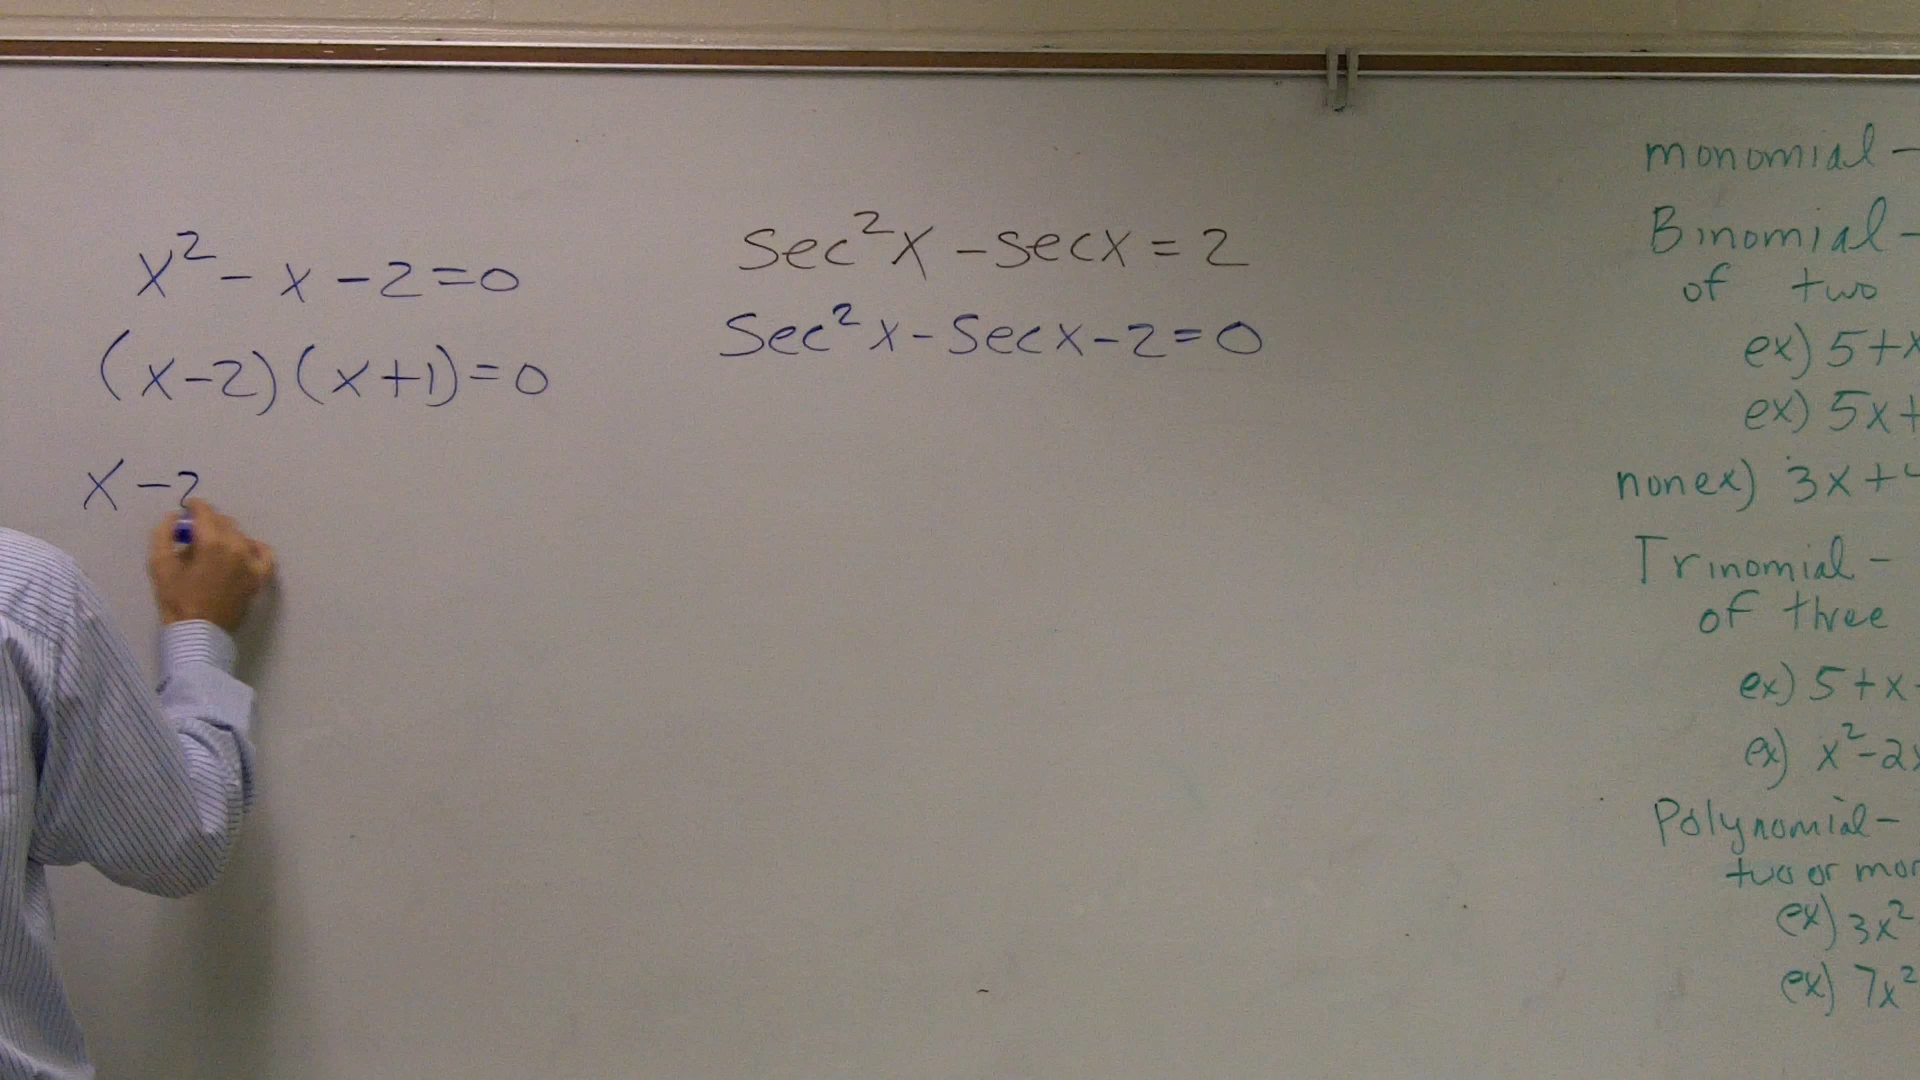 x² - x - 2 = 0
(x-2)(x+1) = 0
x - 2
sec²x - secx = 2
sec²x - secx - 2 = 0
monomial -
Binomial -
of two
ex) 5+x
ex) 5x+
nonex) 3x+4
Trinomial -
of three
ex) 5+x-
ex) x²-2x
Polynomial -
two or mor
ex) 3x²
ex) 7x²